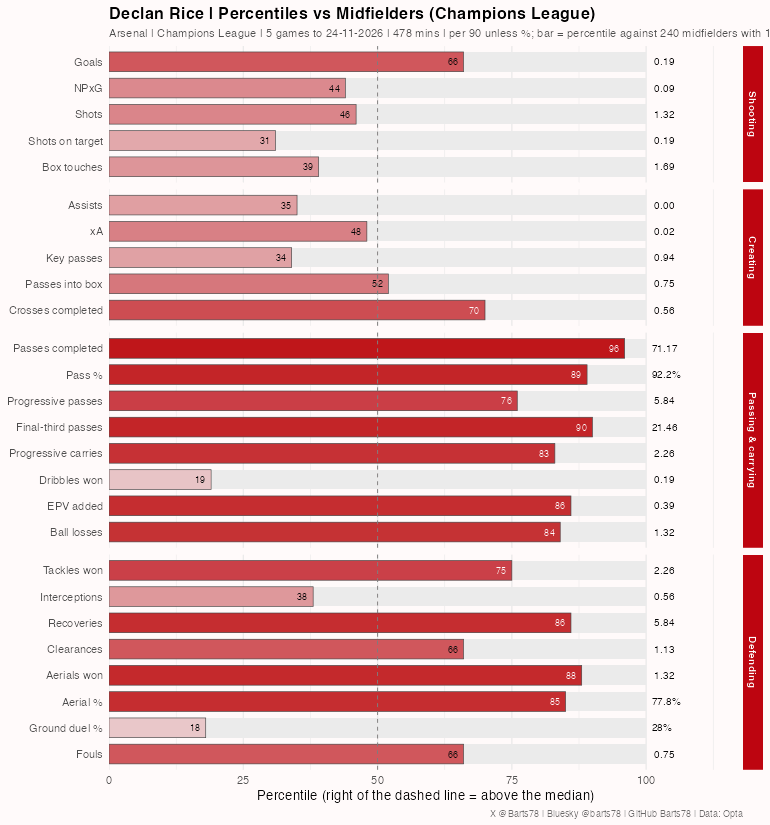 Declan Rice | Percentiles vs Midfielders (Champions League)
Arsenal | Champions League | 5 games to 24-11-2026 | 478 mins | per 90 unless %; bar = percentile against 240 midfielders with 1
Goals 66 0.19
NPxG 44 0.09
Shots 46 1.32
Shots on target 31 0.19
Box touches 39 1.69
Shooting
Assists 35 0.00
xA 48 0.02
Key passes 34 0.94
Passes into box 52 0.75
Crosses completed 70 0.56
Creating
Passes completed 96 71.17
Pass % 89 92.2%
Progressive passes 76 5.84
Final-third passes 90 21.46
Progressive carries 83 2.26
Dribbles won 19 0.19
EPV added 86 0.39
Ball losses 84 1.32
Passing & carrying
Tackles won 75 2.26
Interceptions 38 0.56
Recoveries 86 5.84
Clearances 66 1.13
Aerials won 88 1.32
Aerial % 85 77.8%
Ground duel % 18 28%
Fouls 66 0.75
Defending
0 25 50 75 100
Percentile (right of the dashed line = above the median)
X @Barts78 | Bluesky @barts78 | GitHub Barts78 | Data: Opta